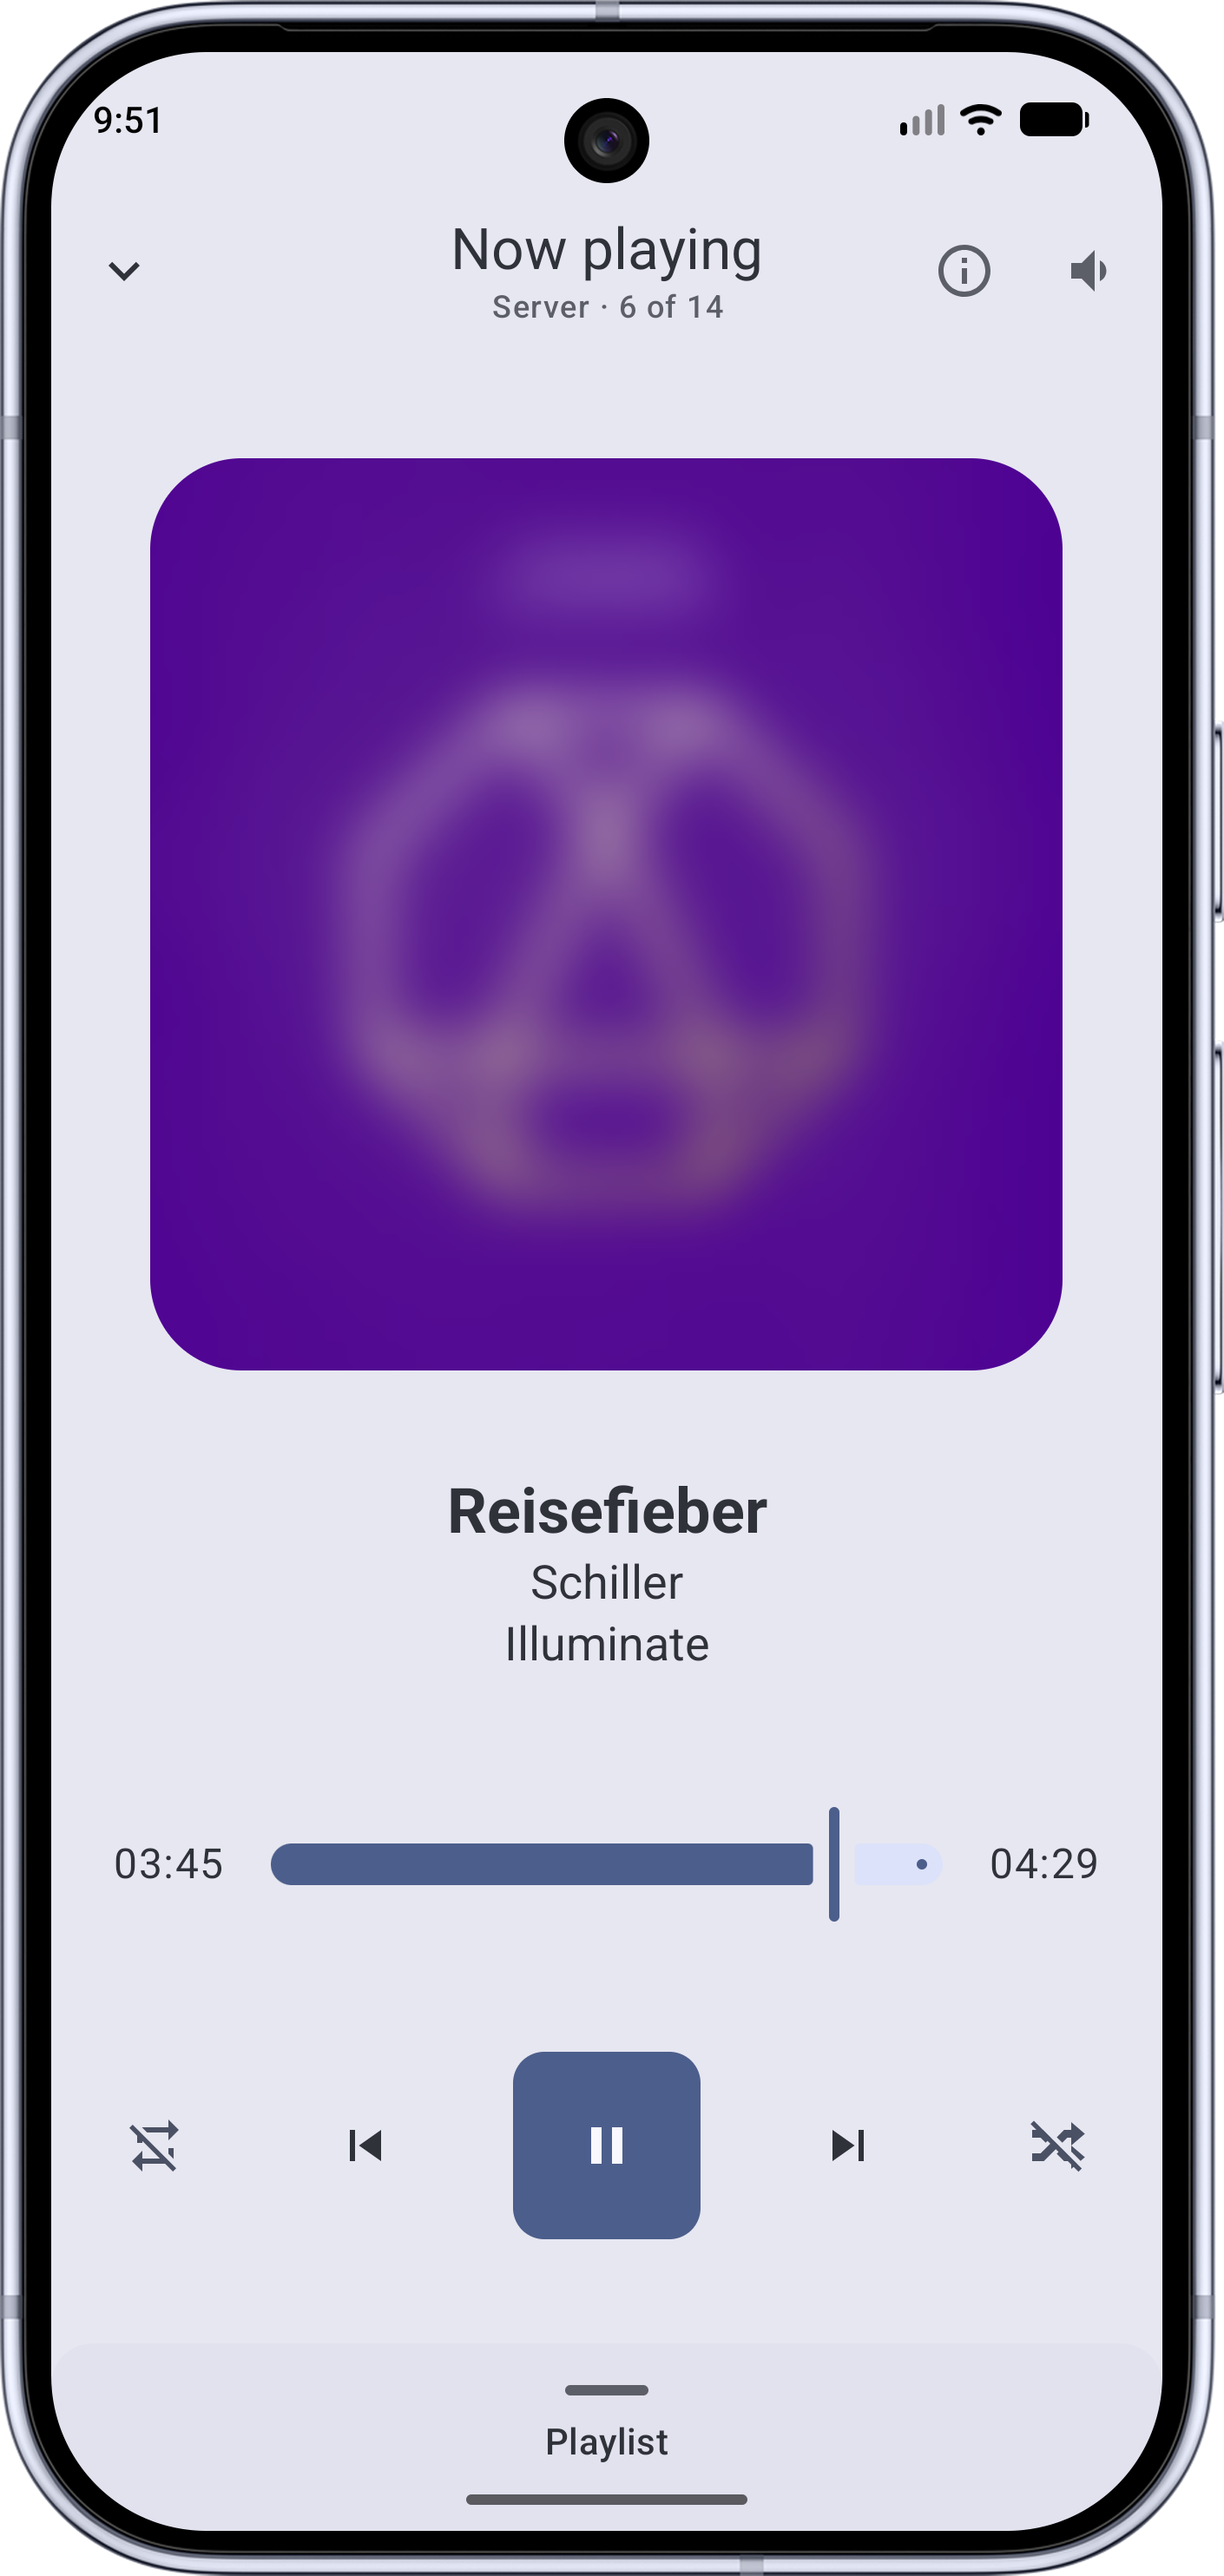 9:51
Now playing
Server · 6 of 14
Reisefieber
Schiller
Illuminate
03:45
04:29
Playlist